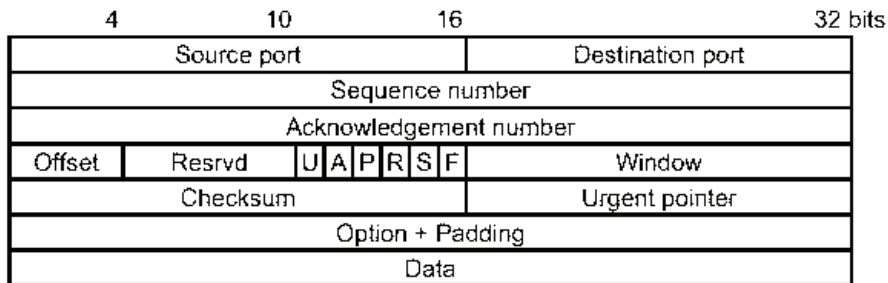 4 10 16 32 bits
Source port Destination port
Sequence number
Acknowledgement number
Offset Resrvd U A P R S F Window
Checksum Urgent pointer
Option + Padding
Data